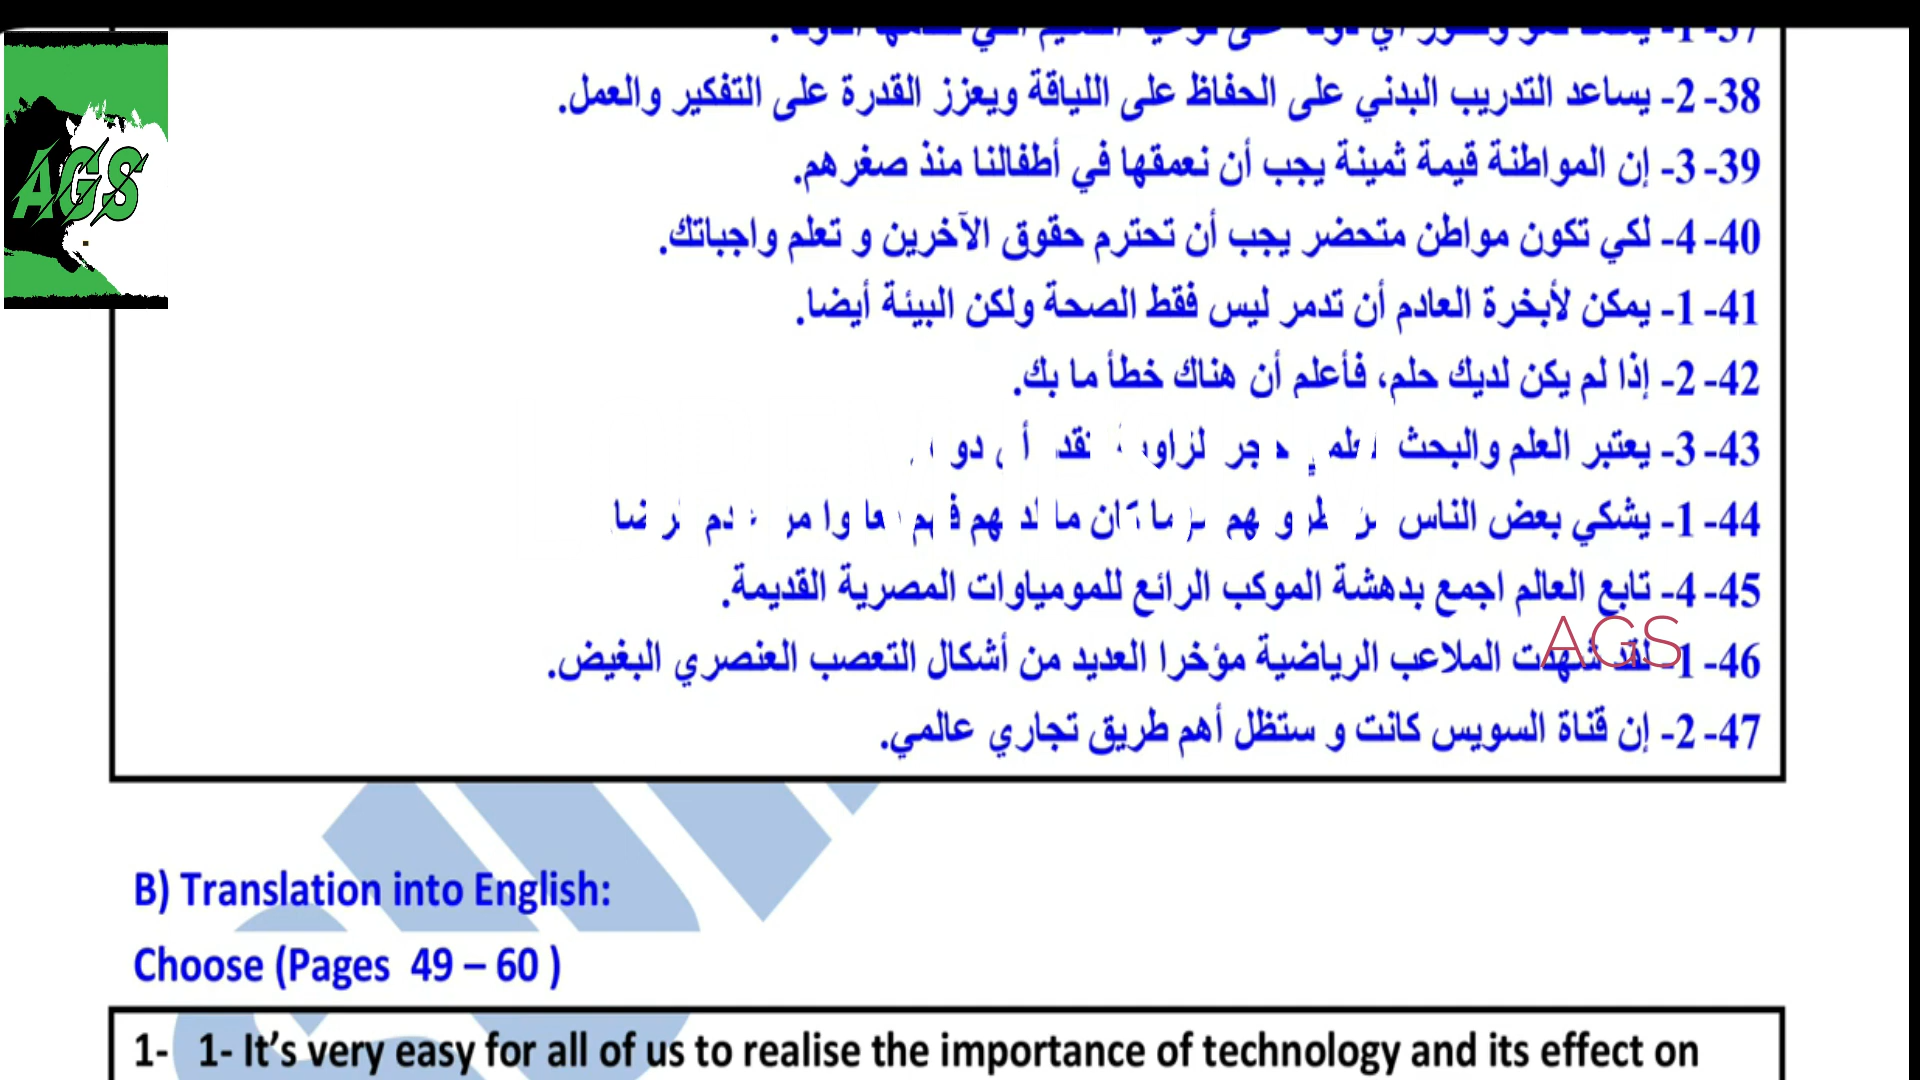 38-2- يساعد التدريب البدني على الحفاظ على اللياقة ويعزز القدرة على التفكير والعمل.
39-3- إن المواطنة قيمة ثمينة يجب أن نعمقها في أطفالنا منذ صغرهم.
40-4- لكي تكون مواطن متحضر يجب أن تحترم حقوق الآخرين و تعلم واجباتك.
41-1- يمكن لأبخرة العادم أن تدمر ليس فقط الصحة ولكن البيئة أيضا.
42-2- إذا لم يكن لديك حلم، فأعلم أن هناك خطأ ما بك.
43-3- يعتبر العلم والبحث
44-1- يشكي بعض الناس
45-4- تابع العالم اجمع بدهشة الموكب الرائع للمومياوات المصرية القديمة.
46-1- لقد شهدت الملاعب الرياضية مؤخرا العديد من أشكال التعصب العنصري البغيض.
47-2- إن قناة السويس كانت و ستظل أهم طريق تجاري عالمي.
AGS
AGS
B) Translation into English:
Choose (Pages 49 – 60 )
1- 1- It’s very easy for all of us to realise the importance of technology and its effect on